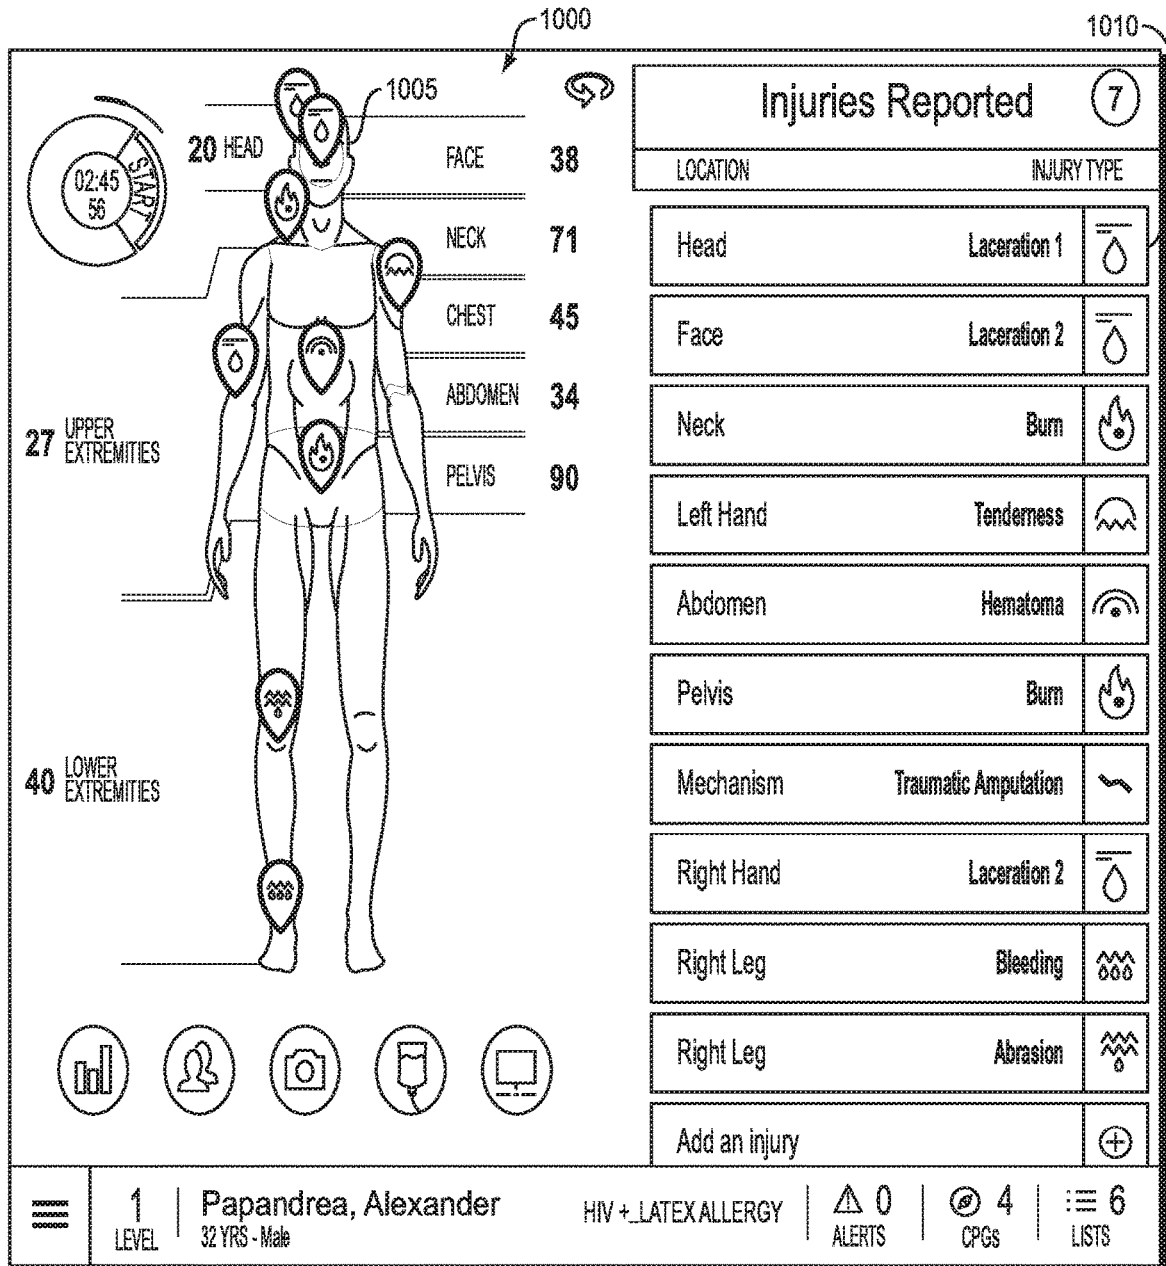 1000
1010
1005
Injuries Reported 7
LOCATION INJURY TYPE
02:45
56
START
20 HEAD
FACE 38
NECK 71
CHEST 45
ABDOMEN 34
PELVIS 90
27 UPPER
EXTREMITIES
40 LOWER
EXTREMITIES
Head Laceration 1
Face Laceration 2
Neck Burn
Left Hand Tenderness
Abdomen Hematoma
Pelvis Burn
Mechanism Traumatic Amputation
Right Hand Laceration 2
Right Leg Bleeding
Right Leg Abrasion
Add an injury
1
LEVEL
Papandrea, Alexander
32 YRS - Male
HIV +_LATEX ALLERGY
0
ALERTS
4
CPGs
6
LISTS